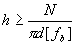 h ≥ N / πd[f_b]